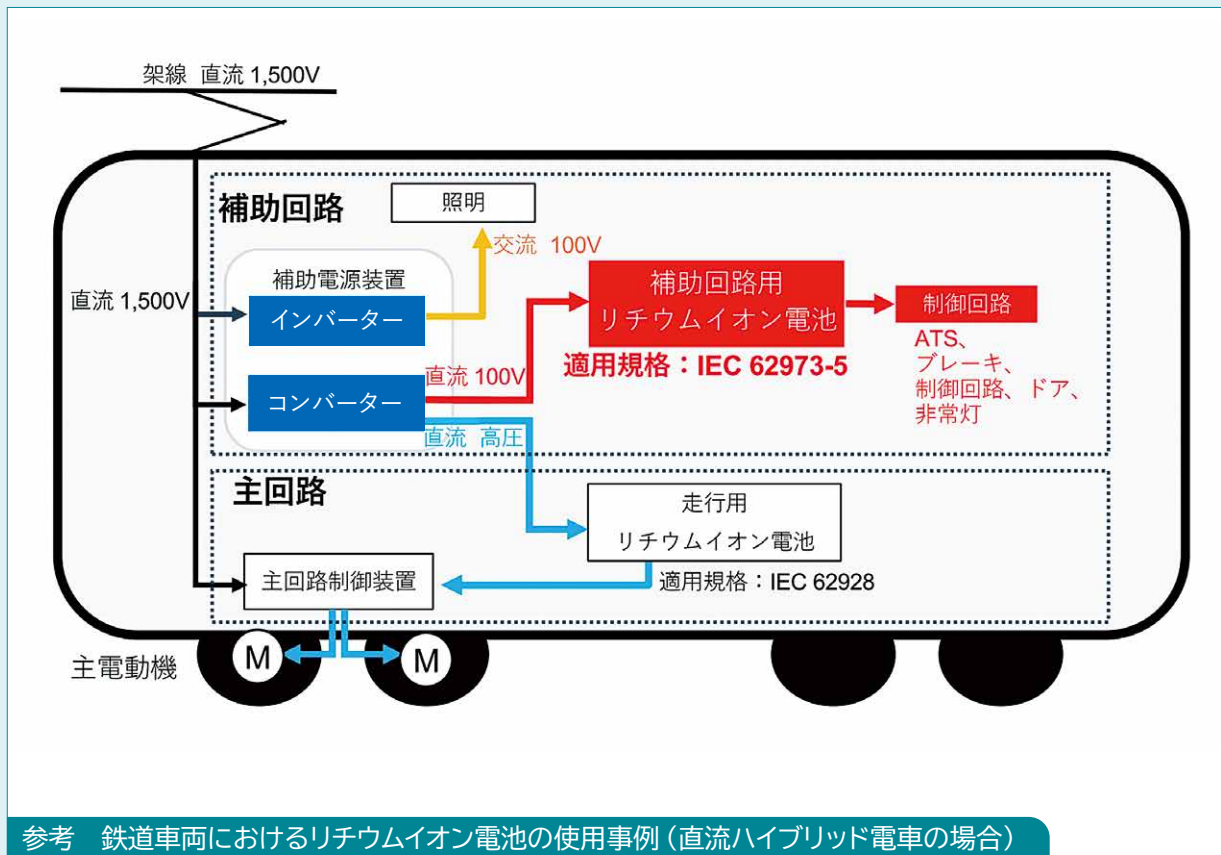 架線 直流 1,500V
補助回路
照明
交流 100V
補助電源装置
直流 1,500V
インバーター
補助回路用
リチウムイオン電池
制御回路
適用規格：IEC 62973-5
ATS、
ブレーキ、
制御回路、ドア、
非常灯
直流 100V
コンバーター
直流 高圧
主回路
走行用
リチウムイオン電池
主回路制御装置
適用規格：IEC 62928
主電動機
M
M
参考 鉄道車両におけるリチウムイオン電池の使用事例（直流ハイブリッド電車の場合）